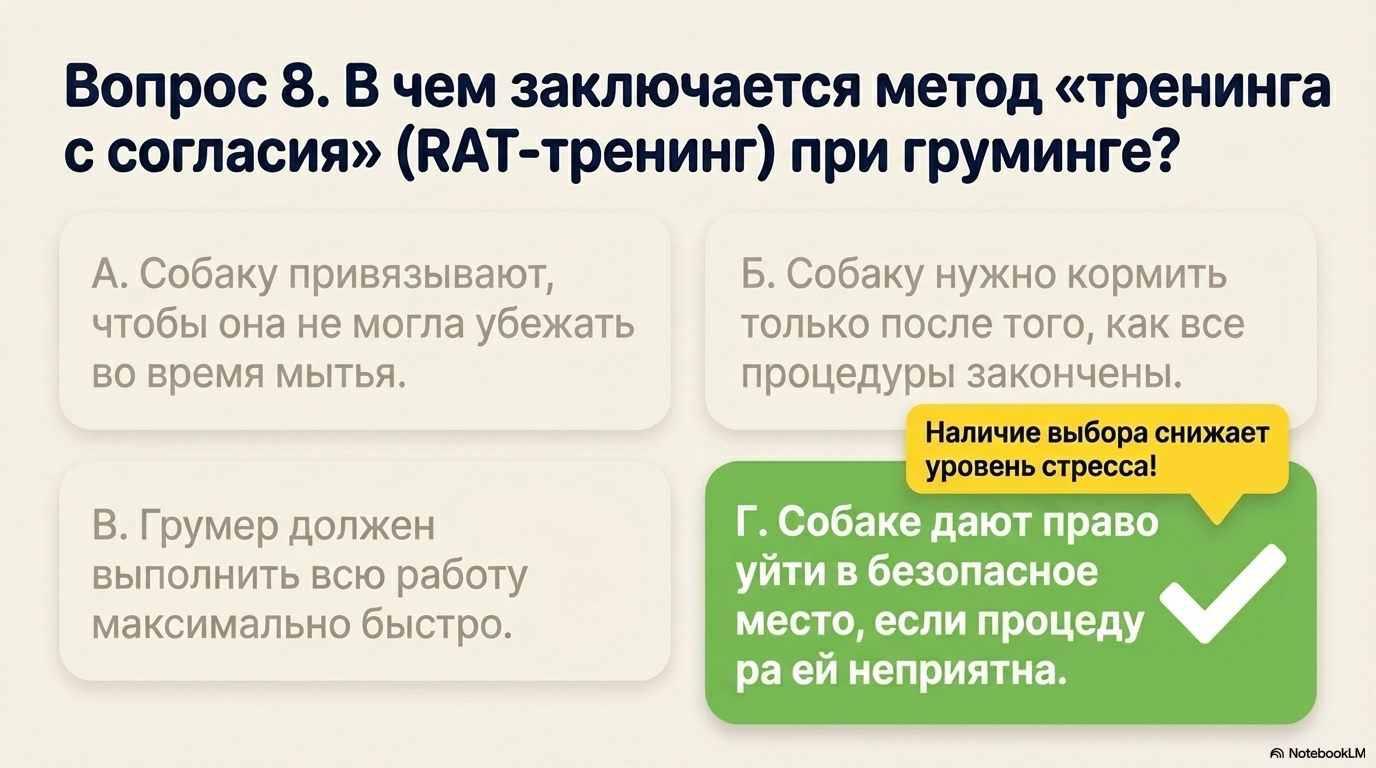 Вопрос 8. В чем заключается метод «тренинга
с согласия» (RAT-тренинг) при груминге?
А. Собаку привязывают,
чтобы она не могла убежать
во время мытья.
Б. Собаку нужно кормить
только после того, как все
процедуры закончены.
В. Грумер должен
выполнить всю работу
максимально быстро.
Наличие выбора снижает
уровень стресса!
Г. Собаке дают право
уйти в безопасное
место, если процеду
ра ей неприятна.
NotebookLM